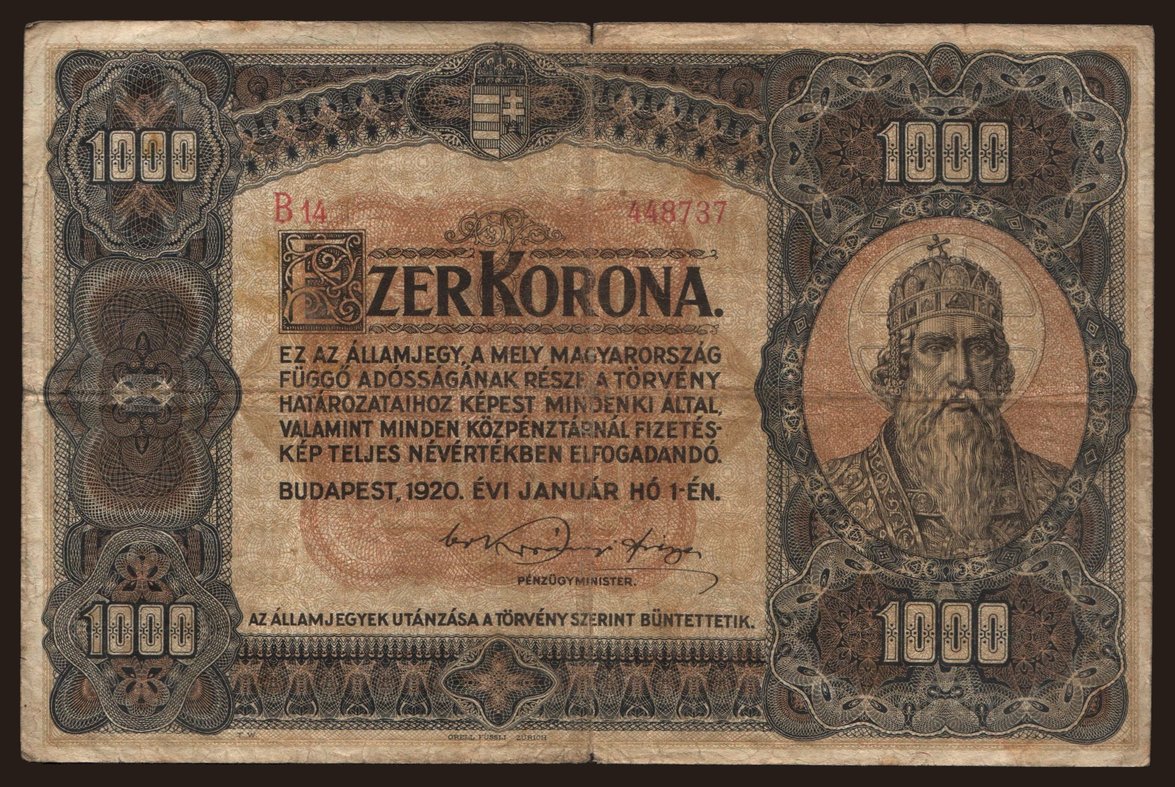 1000
1000
B 14 448737
EZER KORONA.
EZ AZ ÁLLAMJEGY, A MELY MAGYARORSZÁG
FÜGGŐ ADÓSSÁGÁNAK RÉSZE A TÖRVÉNY
HATÁROZATAIHOZ KÉPEST MINDENKI ÁLTAL,
VALAMINT MINDEN KÖZPÉNZTÁRNÁL FIZETÉS-
KÉP TELJES NÉVÉRTÉKBEN ELFOGADANDÓ.
BUDAPEST, 1920. ÉVI JANUÁR HÓ 1-ÉN.
PÉNZÜGYMINISTER.
AZ ÁLLAMJEGYEK UTÁNZÁSA A TÖRVÉNY SZERINT BÜNTETTETIK.
1000
1000
T. W.
ORELL FÜSSLI ZÜRICH